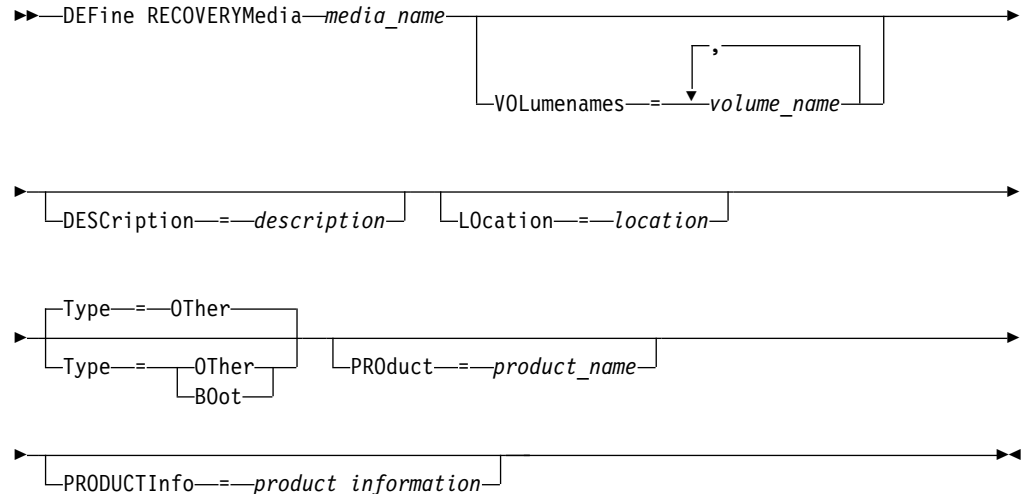 DEFine RECOVERYMedia media_name
,
VOLumenames = volume_name
DESCription = description LOcation = location
Type = OTher
Type = OTher PROduct = product_name
BOot
PRODUCTInfo = product information